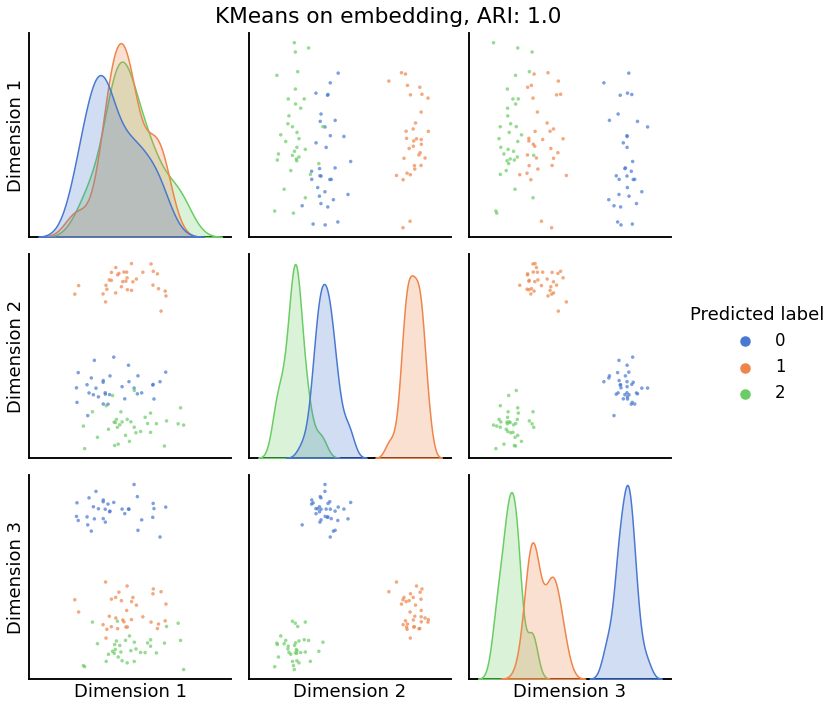 KMeans on embedding, ARI: 1.0
Dimension 1
Dimension 2
Predicted label
0
1
2
Dimension 3
Dimension 1
Dimension 2
Dimension 3